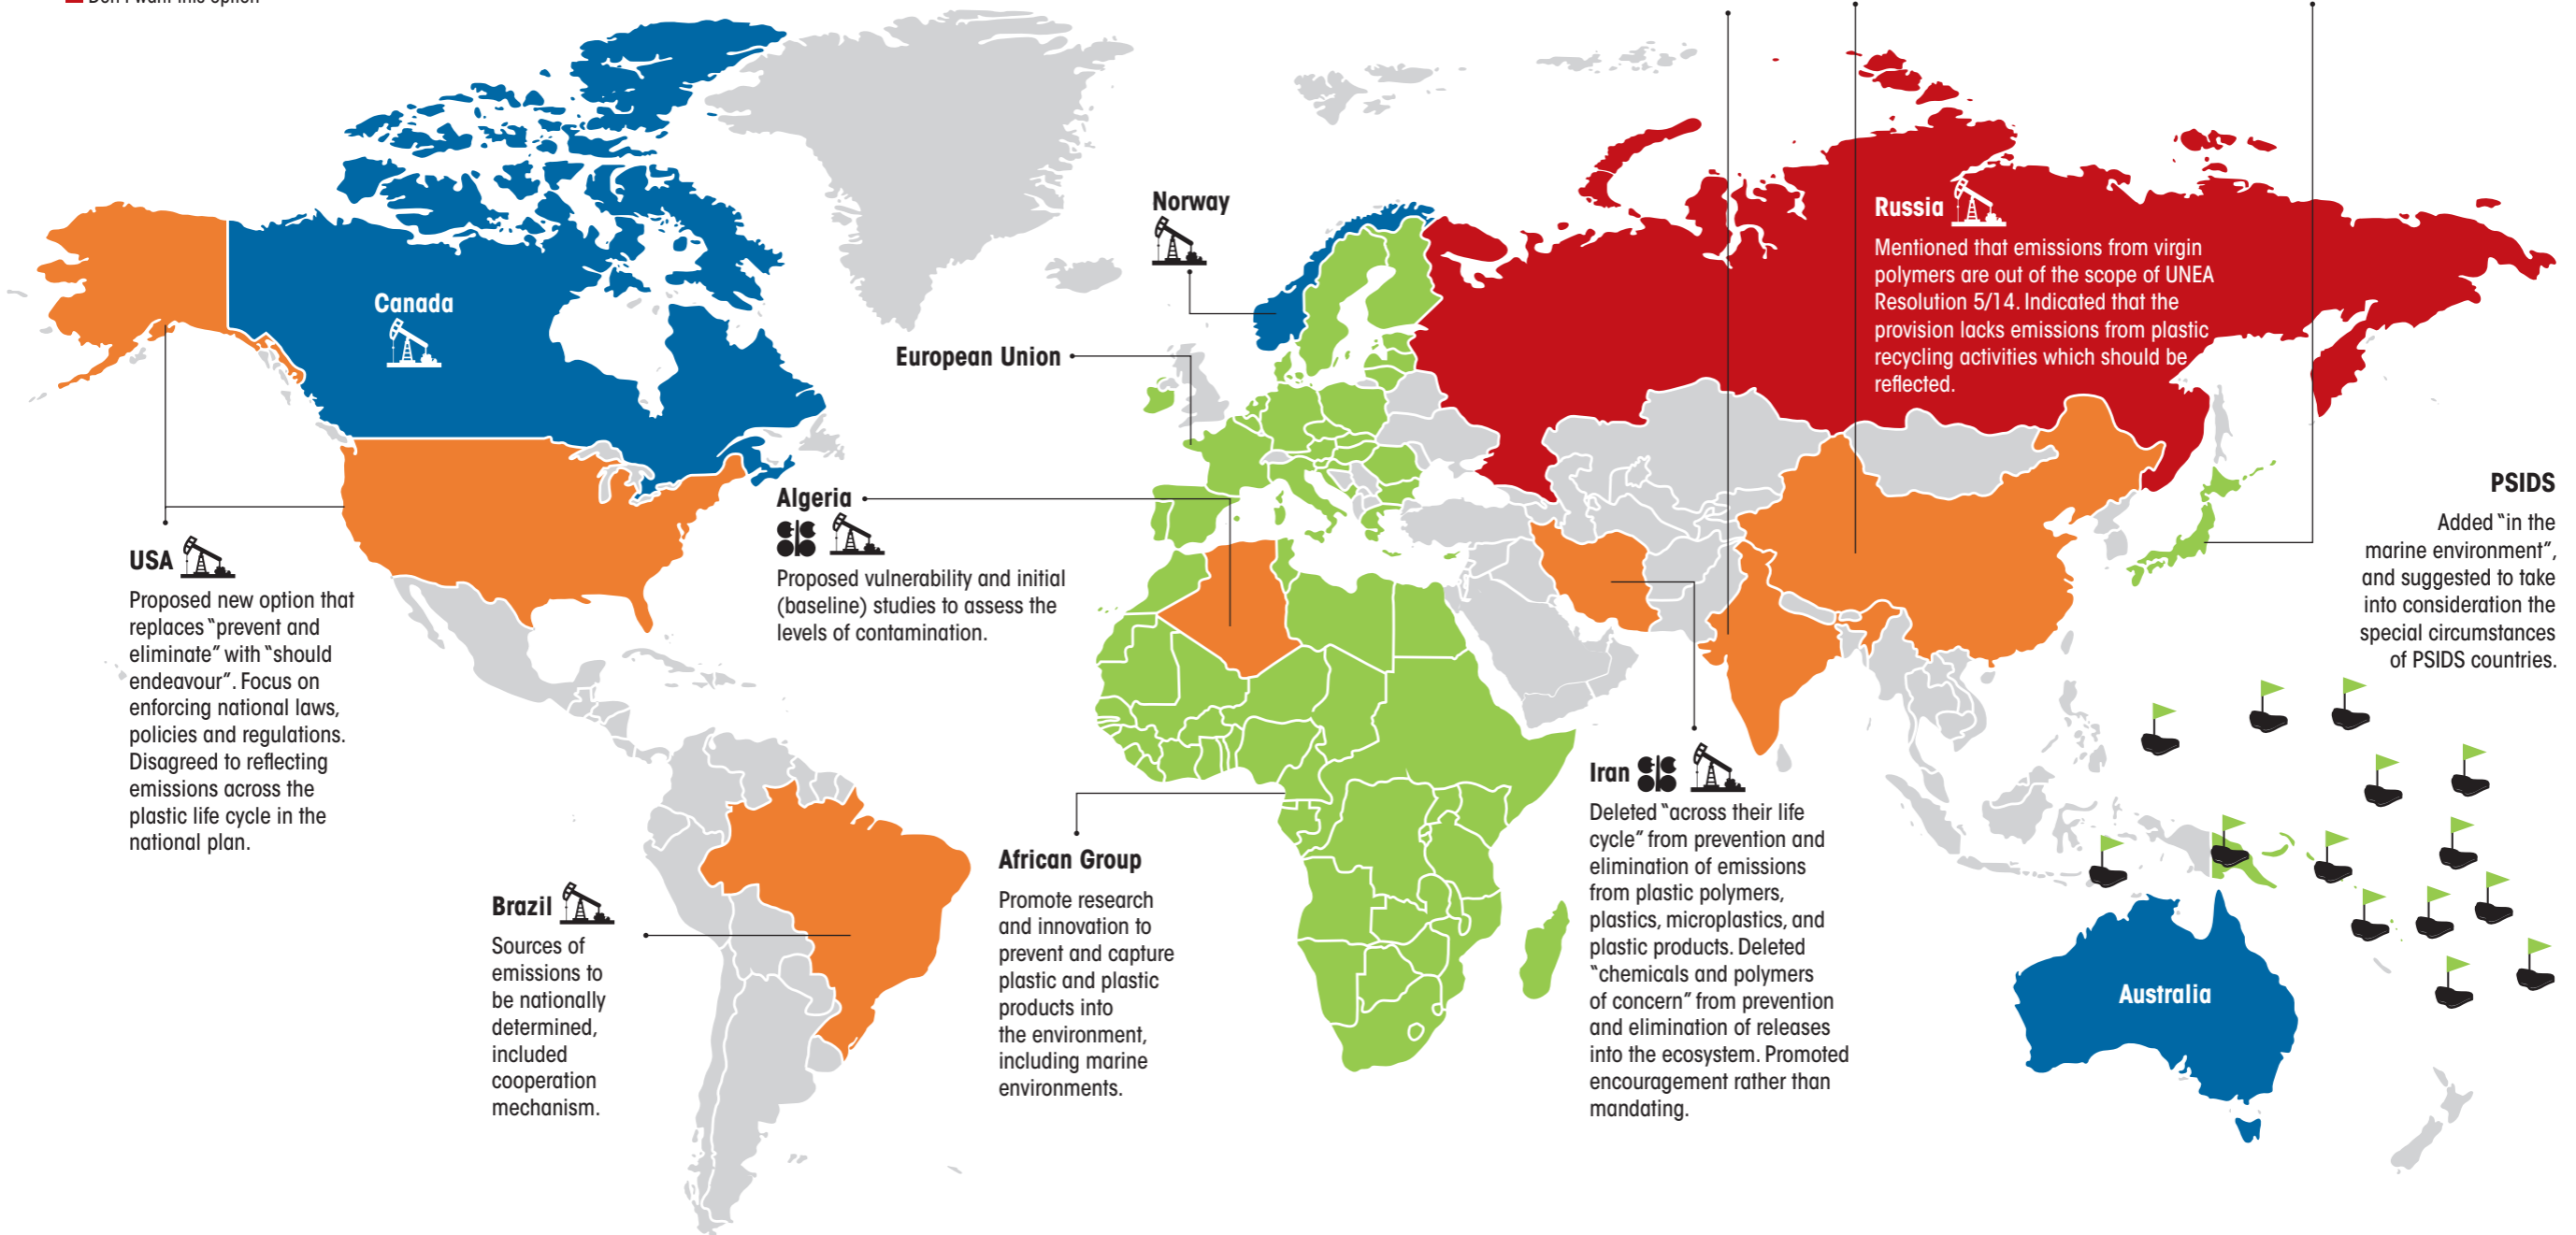 Don't want this option
Canada
Norway
Russia
Mentioned that emissions from virgin
polymers are out of the scope of UNEA
Resolution 5/14. Indicated that the
provision lacks emissions from plastic
recycling activities which should be
reflected.
European Union
PSIDS
Added “in the
marine environment”,
and suggested to take
into consideration the
special circumstances
of PSIDS countries.
Algeria
Proposed vulnerability and initial
(baseline) studies to assess the
levels of contamination.
USA
Proposed new option that
replaces “prevent and
eliminate” with “should
endeavour”. Focus on
enforcing national laws,
policies and regulations.
Disagreed to reflecting
emissions across the
plastic life cycle in the
national plan.
Brazil
Sources of
emissions to
be nationally
determined,
included
cooperation
mechanism.
African Group
Promote research
and innovation to
prevent and capture
plastic and plastic
products into
the environment,
including marine
environments.
Iran
Deleted “across their life
cycle” from prevention and
elimination of emissions
from plastic polymers,
plastics, microplastics, and
plastic products. Deleted
“chemicals and polymers
of concern” from prevention
and elimination of releases
into the ecosystem. Promoted
encouragement rather than
mandating.
Australia